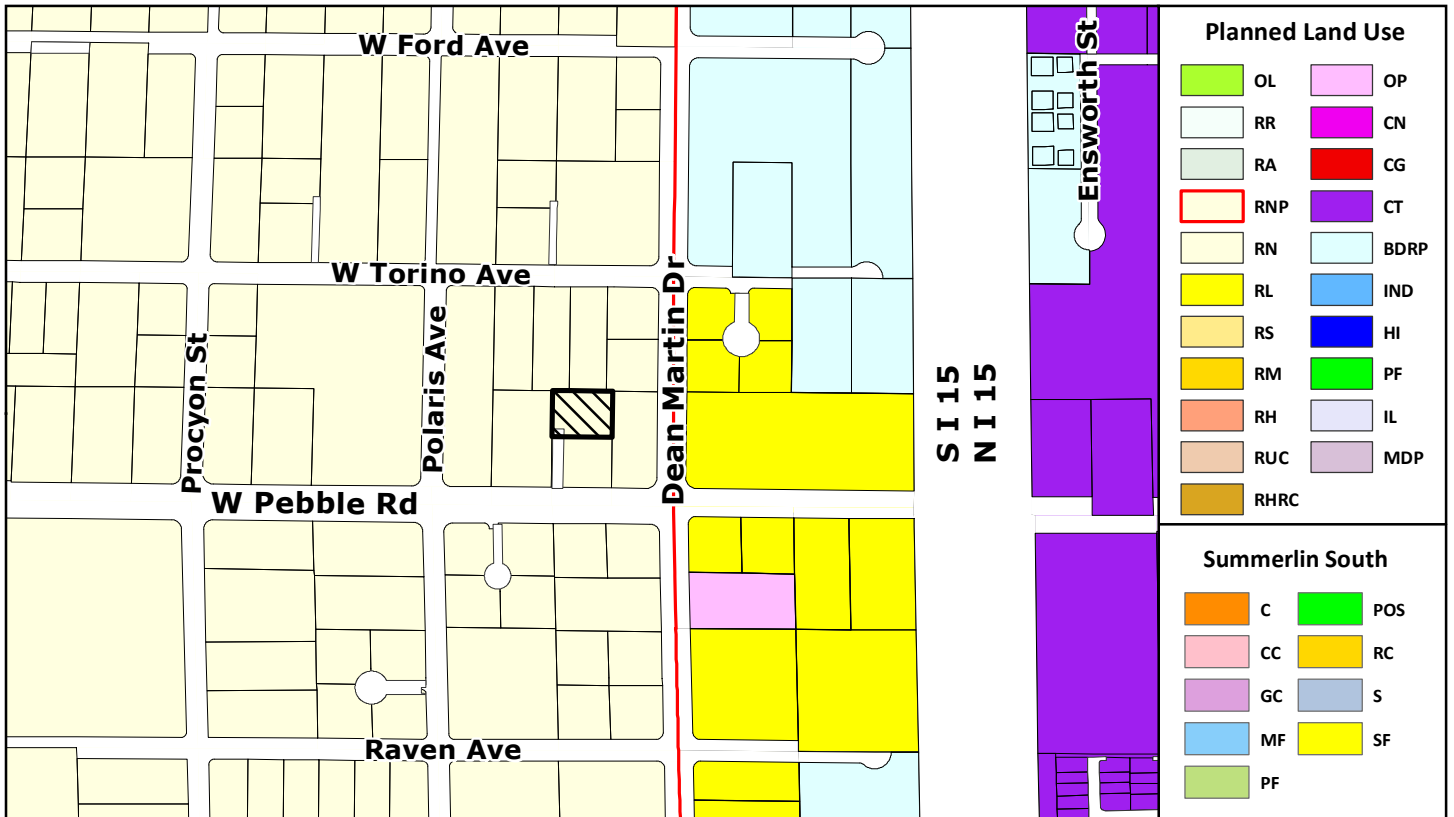 W Ford Ave
Ensworth St
W Torino Ave
Procyon St
Polaris Ave
Dean Martin Dr
S I 15
N I 15
W Pebble Rd
Raven Ave
Planned Land Use
OL OP
RR CN
RA CG
RNP CT
RN BDRP
RL IND
RS HI
RM PF
RH IL
RUC MDP
RHRC
Summerlin South
C POS
CC RC
GC S
MF SF
PF